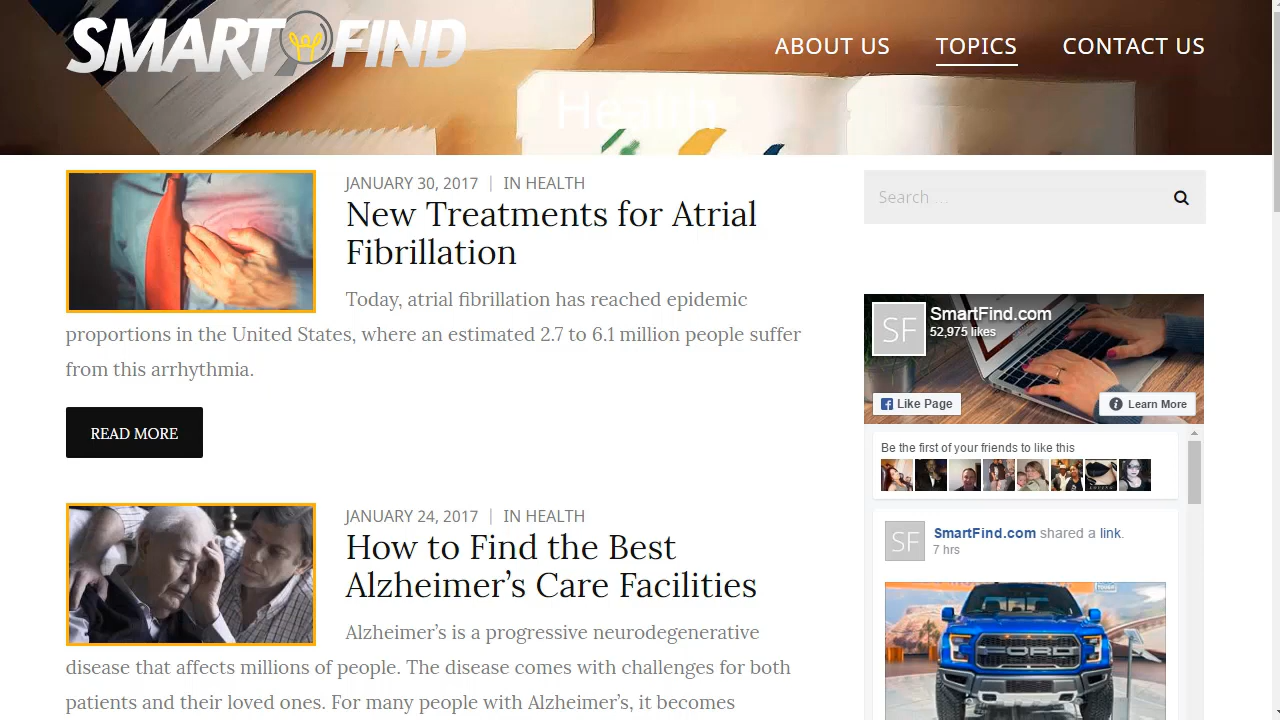 SMART FIND
ABOUT US
TOPICS
CONTACT US
Health
JANUARY 30, 2017 | IN HEALTH
New Treatments for Atrial
Fibrillation
Today, atrial fibrillation has reached epidemic
proportions in the United States, where an estimated 2.7 to 6.1 million people suffer
from this arrhythmia.
READ MORE
JANUARY 24, 2017 | IN HEALTH
How to Find the Best
Alzheimer’s Care Facilities
Alzheimer’s is a progressive neurodegenerative
disease that affects millions of people. The disease comes with challenges for both
patients and their loved ones. For many people with Alzheimer’s, it becomes
Search …
SF
SmartFind.com
52,975 likes
Like Page
Learn More
Be the first of your friends to like this
SF
SmartFind.com shared a link.
7 hrs
FORD